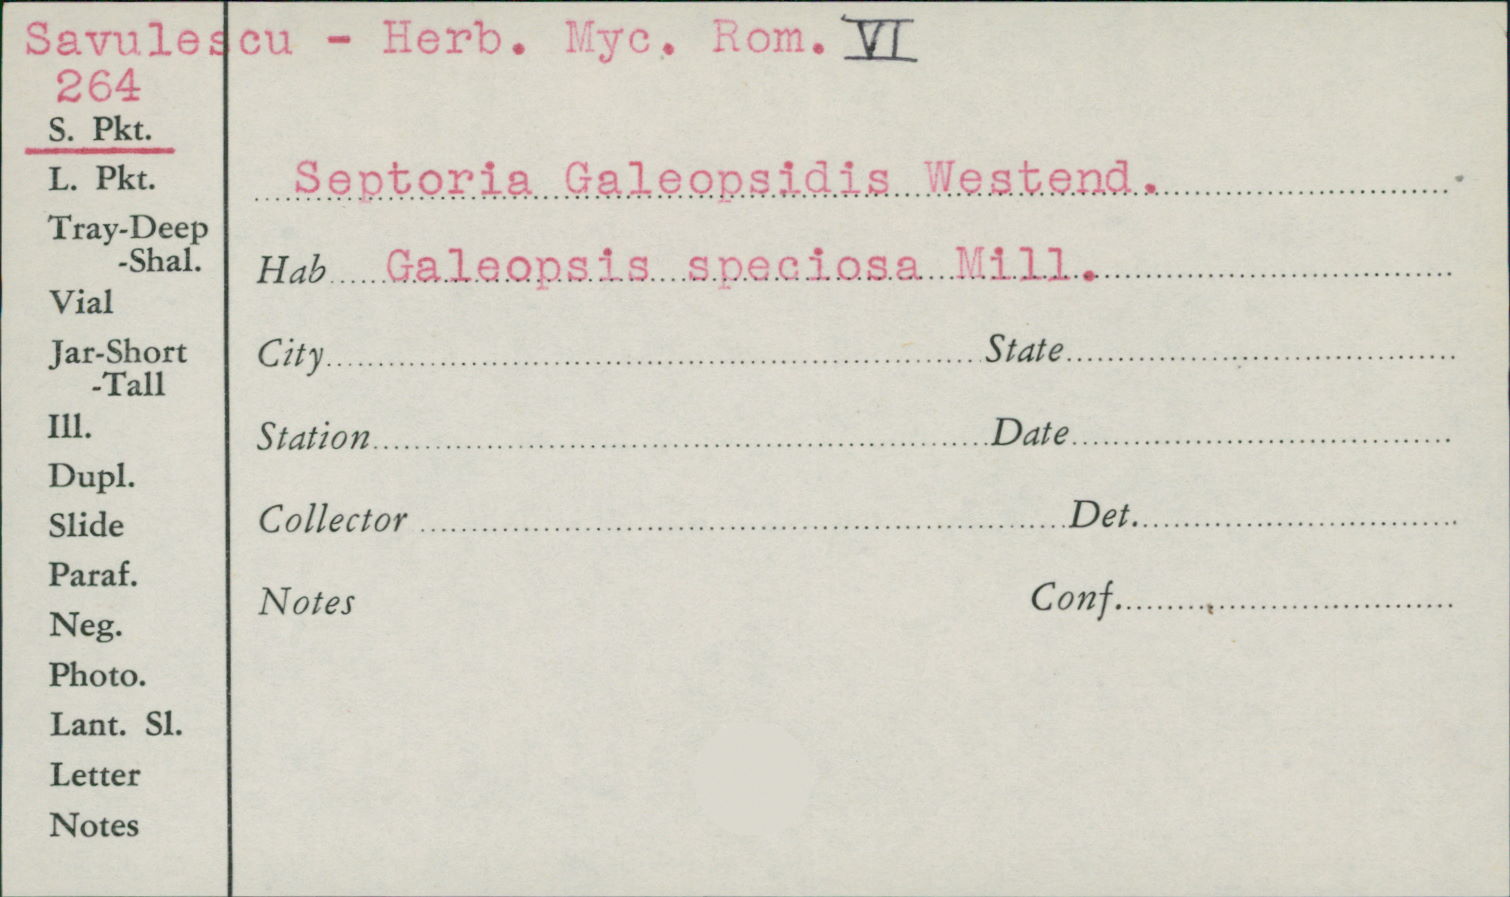 Savulescu - Herb. Myc. Rom. VI
264
S. Pkt.
L. Pkt.
Tray-Deep
-Shal.
Vial
Jar-Short
-Tall
Ill.
Dupl.
Slide
Paraf.
Neg.
Photo.
Lant. Sl.
Letter
Notes
Septoria Galeopsidis Westend.
Hab Galeopsis speciosa Mill.
City State
Station Date
Collector Det.
Notes Conf.